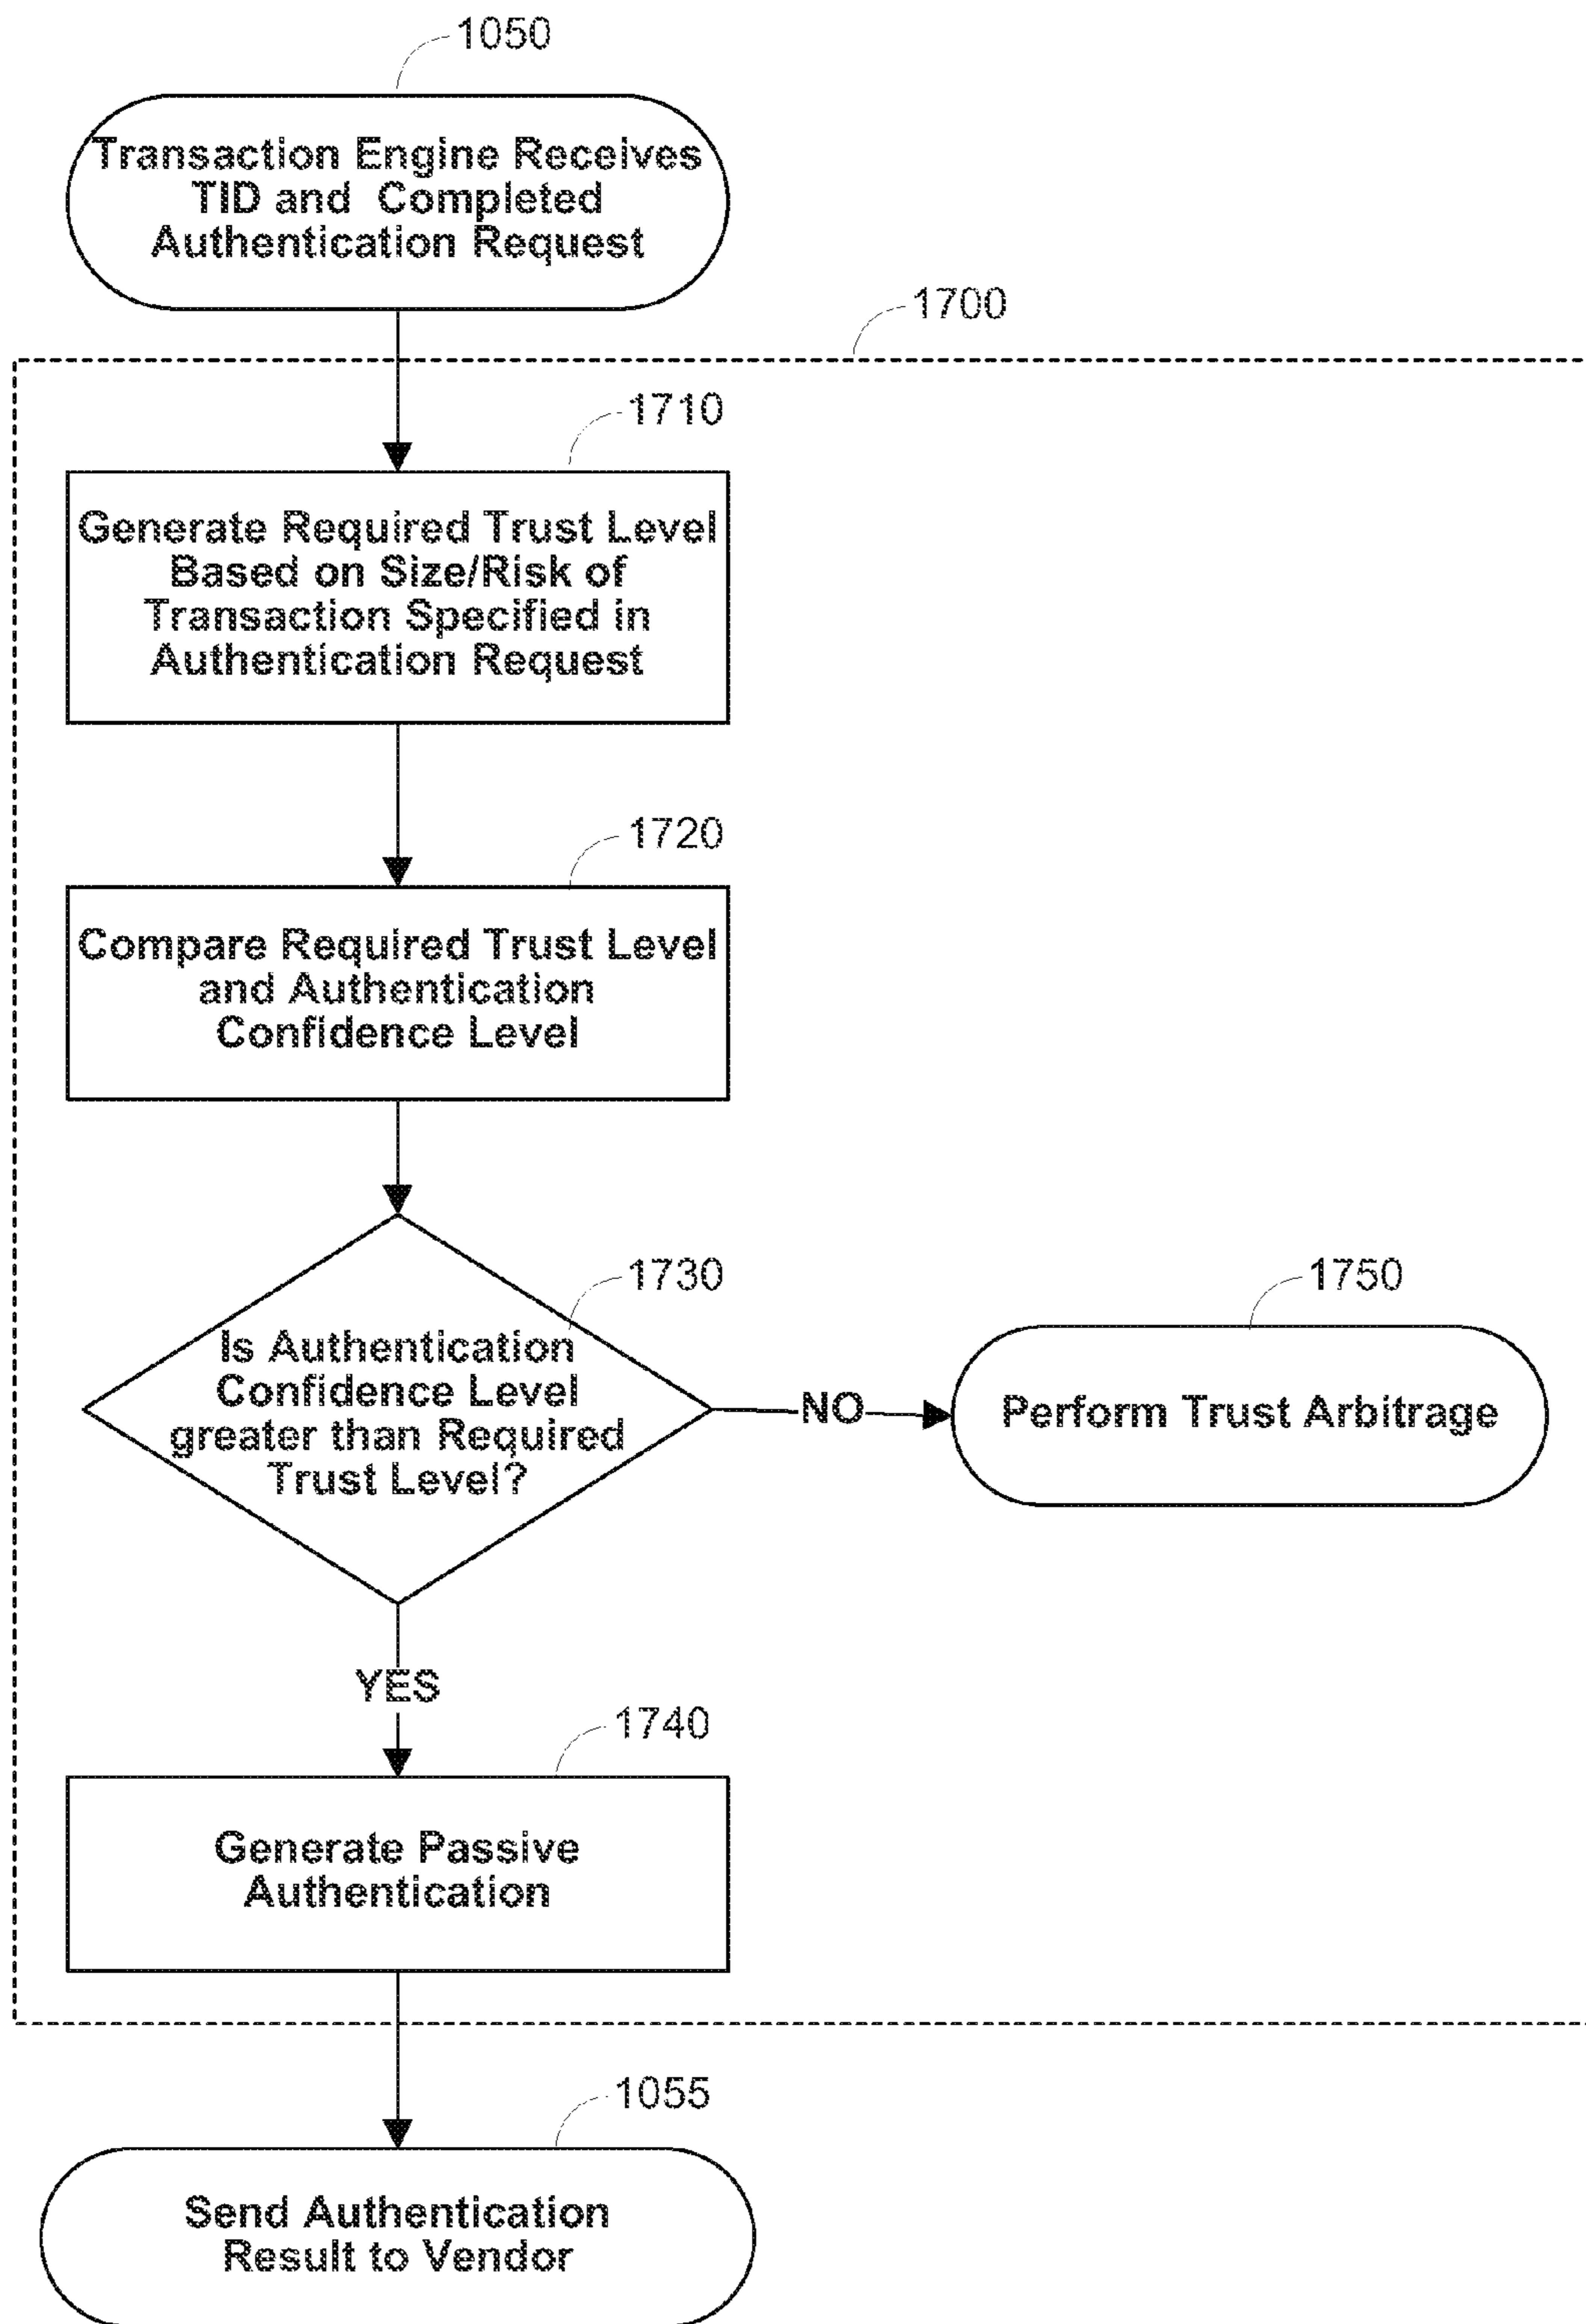 1050
Transaction Engine Receives
TID and Completed
Authentication Request
1700
1710
Generate Required Trust Level
Based on Size/Risk of
Transaction Specified in
Authentication Request
1720
Compare Required Trust Level
and Authentication
Confidence Level
1730
Is Authentication
Confidence Level
greater than Required
Trust Level?
NO
1750
Perform Trust Arbitrage
YES
1740
Generate Passive
Authentication
1055
Send Authentication
Result to Vendor